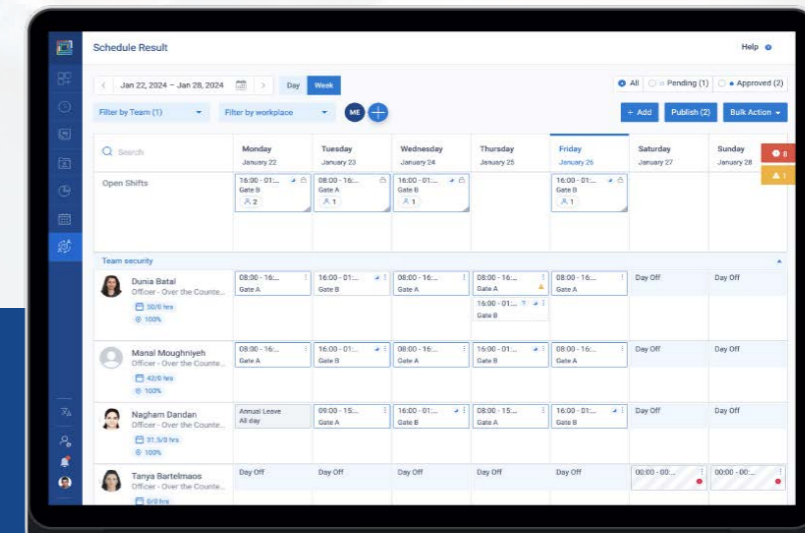 Schedule Result
Help
Jan 22, 2024 – Jan 28, 2024
Day
Week
All
Pending (1)
Approved (2)
Filter by Team (1)
Filter by workplace
ME
+ Add
Publish (2)
Bulk Action
Search
Monday
January 22
Tuesday
January 23
Wednesday
January 24
Thursday
January 25
Friday
January 26
Saturday
January 27
Sunday
January 28
8
1
Open Shifts
16:00 - 01:...
Gate B
2
08:00 - 16:...
Gate A
1
16:00 - 01:...
Gate B
1
16:00 - 01:...
Gate B
1
Team security
Dunia Batal
Officer - Over the Counte...
50/0 hrs
100%
08:00 - 16:...
Gate A
16:00 - 01:...
Gate B
08:00 - 16:...
Gate A
08:00 - 16:...
Gate A
16:00 - 01:...
Gate B
08:00 - 16:...
Gate A
Day Off
Day Off
Manal Moughniyeh
Officer - Over the Counte...
42/0 hrs
100%
08:00 - 16:...
Gate A
16:00 - 01:...
Gate B
08:00 - 16:...
Gate A
16:00 - 01:...
Gate B
08:00 - 16:...
Gate A
Day Off
Day Off
Nagham Dandan
Officer - Over the Counte...
31.5/0 hrs
100%
Annual Leave
All day
09:00 - 15:...
Gate A
16:00 - 01:...
Gate B
08:00 - 15:...
Gate A
16:00 - 01:...
Gate B
Day Off
Day Off
Tanya Bartelmaos
Officer - Over the Counte...
0/0 hrs
Day Off
Day Off
Day Off
Day Off
Day Off
00:00 - 00:...
00:00 - 00:...